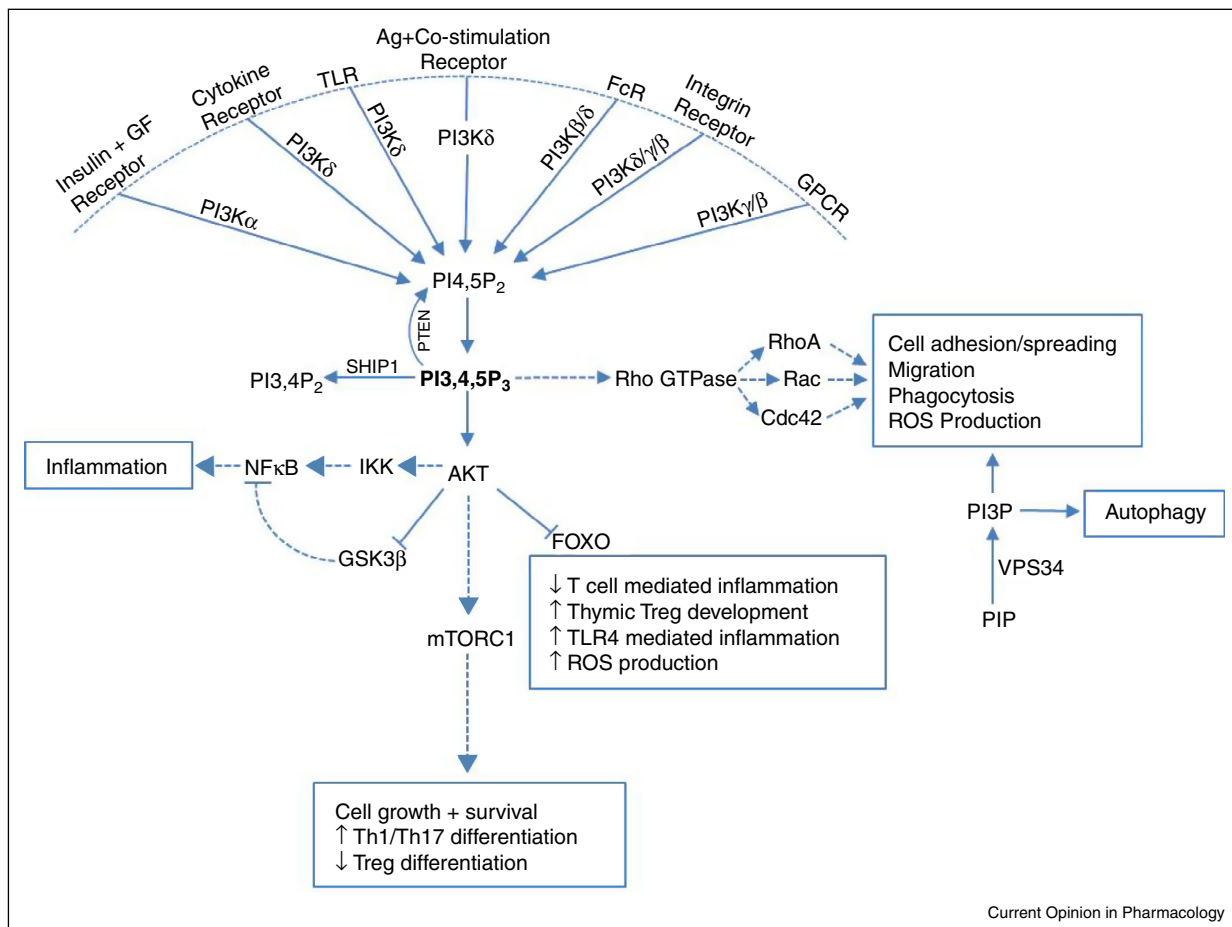 Ag+Co-stimulation
Receptor
TLR
FcR
Cytokine
Receptor
Integrin
Receptor
Insulin + GF
Receptor
GPCR
PI3Kα
PI3Kδ
PI3Kδ
PI3Kδ
PI3Kβ/δ
PI3Kδ/γ/β
PI3Kγ/β
PI4,5P2
PTEN
SHIP1
PI3,4P2
PI3,4,5P3
Rho GTPase
RhoA
Rac
Cdc42
Cell adhesion/spreading
Migration
Phagocytosis
ROS Production
Inflammation
NFκB
IKK
AKT
GSK3β
FOXO
PI3P
Autophagy
VPS34
PIP
↓ T cell mediated inflammation
↑ Thymic Treg development
↑ TLR4 mediated inflammation
↑ ROS production
mTORC1
Cell growth + survival
↑ Th1/Th17 differentiation
↓ Treg differentiation
Current Opinion in Pharmacology